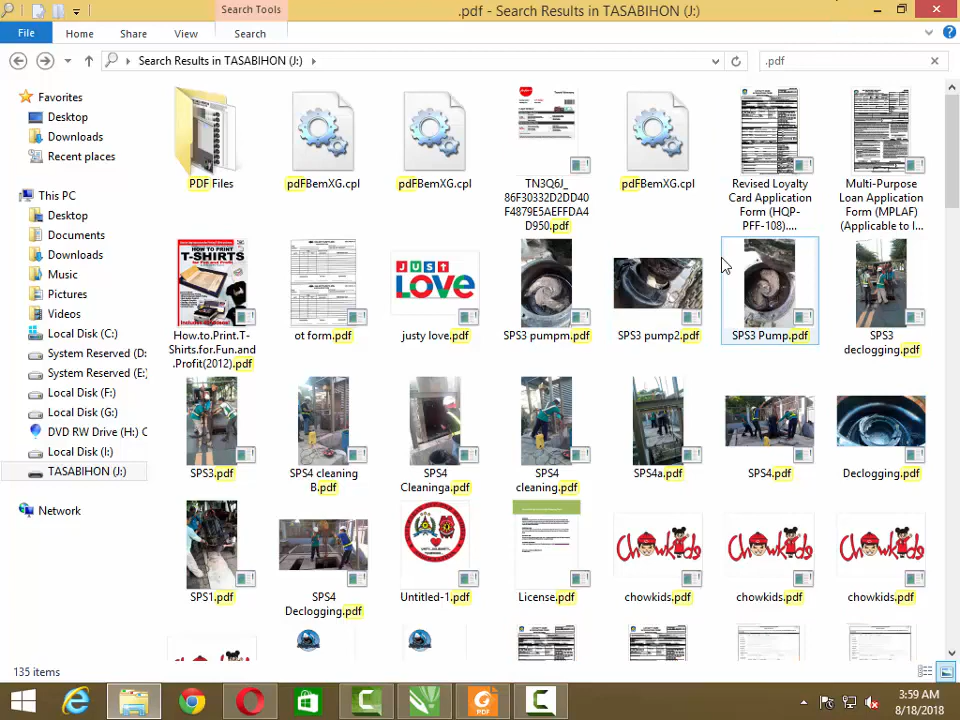 Search Tools
.pdf - Search Results in TASABIHON (J:)
File
Home
Share
View
Search
Search Results in TASABIHON (J:)
.pdf
Favorites
Desktop
Downloads
Recent places
This PC
Desktop
Documents
Downloads
Music
Pictures
Videos
Local Disk (C:)
System Reserved (D:
System Reserved (E:)
Local Disk (F:)
Local Disk (G:)
DVD RW Drive (H:) C
Local Disk (I:)
TASABIHON (J:)
Network
PDF Files
pdFBemXG.cpl
pdFBemXG.cpl
TN3Q6J_
86F30332D2DD40
F4879E5AEFFDA4
D950.pdf
pdFBemXG.cpl
Revised Loyalty
Card Application
Form (HQP-
PFF-108)....
Multi-Purpose
Loan Application
Form (MPLAF)
(Applicable to I...
HOW TO PRINT
T-SHIRTS
How.to.Print.T-
Shirts.for.Fun.and
.Profit(2012).pdf
ot form.pdf
JUST
LOVE
justy love.pdf
SPS3 pumpm.pdf
SPS3 pump2.pdf
SPS3 Pump.pdf
SPS3
declogging.pdf
SPS3.pdf
SPS4 cleaning
B.pdf
SPS4
Cleaninga.pdf
SPS4
cleaning.pdf
SPS4a.pdf
SPS4.pdf
Declogging.pdf
SPS1.pdf
SPS4
Declogging.pdf
Untitled-1.pdf
License.pdf
Chowkids
chowkids.pdf
Chowkids
chowkids.pdf
Chowkids
chowkids.pdf
135 items
PDF
3:59 AM
8/18/2018